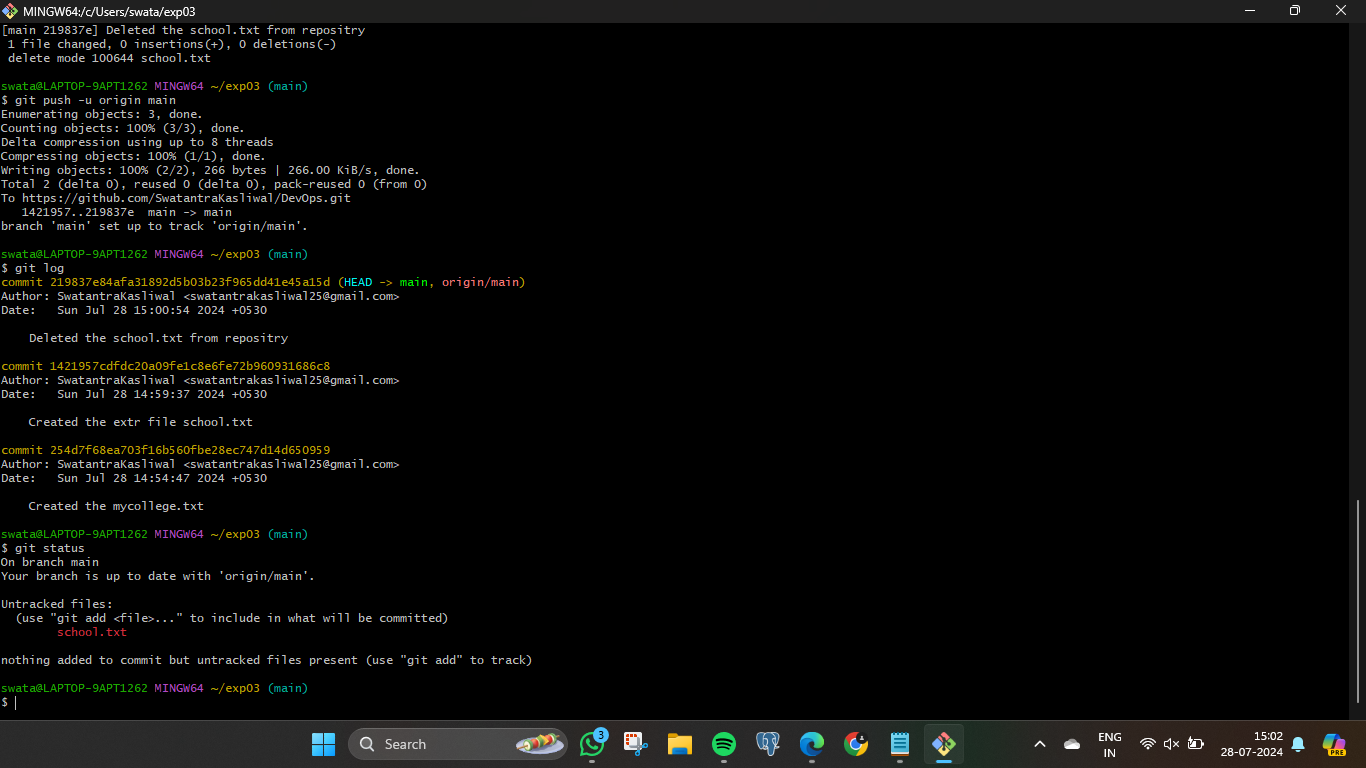 MINGW64:/c/Users/swata/exp03
[main 219837e] Deleted the school.txt from repositry
 1 file changed, 0 insertions(+), 0 deletions(-)
 delete mode 100644 school.txt
swata@LAPTOP-9APT1262 MINGW64 ~/exp03 (main)
$ git push -u origin main
Enumerating objects: 3, done.
Counting objects: 100% (3/3), done.
Delta compression using up to 8 threads
Compressing objects: 100% (1/1), done.
Writing objects: 100% (2/2), 266 bytes | 266.00 KiB/s, done.
Total 2 (delta 0), reused 0 (delta 0), pack-reused 0 (from 0)
To https://github.com/SwatantraKasliwal/DevOps.git
   1421957..219837e  main -> main
branch 'main' set up to track 'origin/main'.
swata@LAPTOP-9APT1262 MINGW64 ~/exp03 (main)
$ git log
commit 219837e84afa31892d5b03b23f965dd41e45a15d (HEAD -> main, origin/main)
Author: SwatantraKasliwal <swatantrakasliwal25@gmail.com>
Date:   Sun Jul 28 15:00:54 2024 +0530
    Deleted the school.txt from repositry
commit 1421957cdfdc20a09fe1c8e6fe72b960931686c8
Author: SwatantraKasliwal <swatantrakasliwal25@gmail.com>
Date:   Sun Jul 28 14:59:37 2024 +0530
    Created the extr file school.txt
commit 254d7f68ea703f16b560fbe28ec747d14d650959
Author: SwatantraKasliwal <swatantrakasliwal25@gmail.com>
Date:   Sun Jul 28 14:54:47 2024 +0530
    Created the mycollege.txt
swata@LAPTOP-9APT1262 MINGW64 ~/exp03 (main)
$ git status
On branch main
Your branch is up to date with 'origin/main'.
Untracked files:
  (use "git add <file>..." to include in what will be committed)
        school.txt
nothing added to commit but untracked files present (use "git add" to track)
swata@LAPTOP-9APT1262 MINGW64 ~/exp03 (main)
$
Search
3
ENG
IN
15:02
28-07-2024
PRE